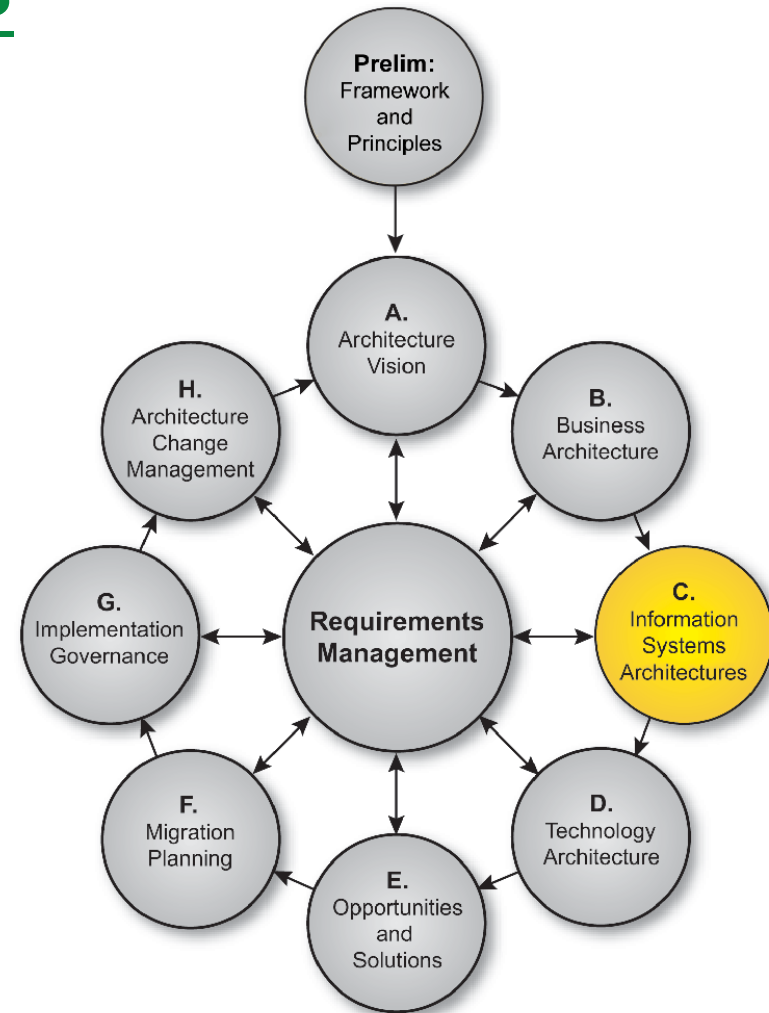 Prelim:
Framework
and
Principles
A.
Architecture
Vision
B.
Business
Architecture
C.
Information
Systems
Architectures
D.
Technology
Architecture
E.
Opportunities
and
Solutions
F.
Migration
Planning
G.
Implementation
Governance
H.
Architecture
Change
Management
Requirements
Management